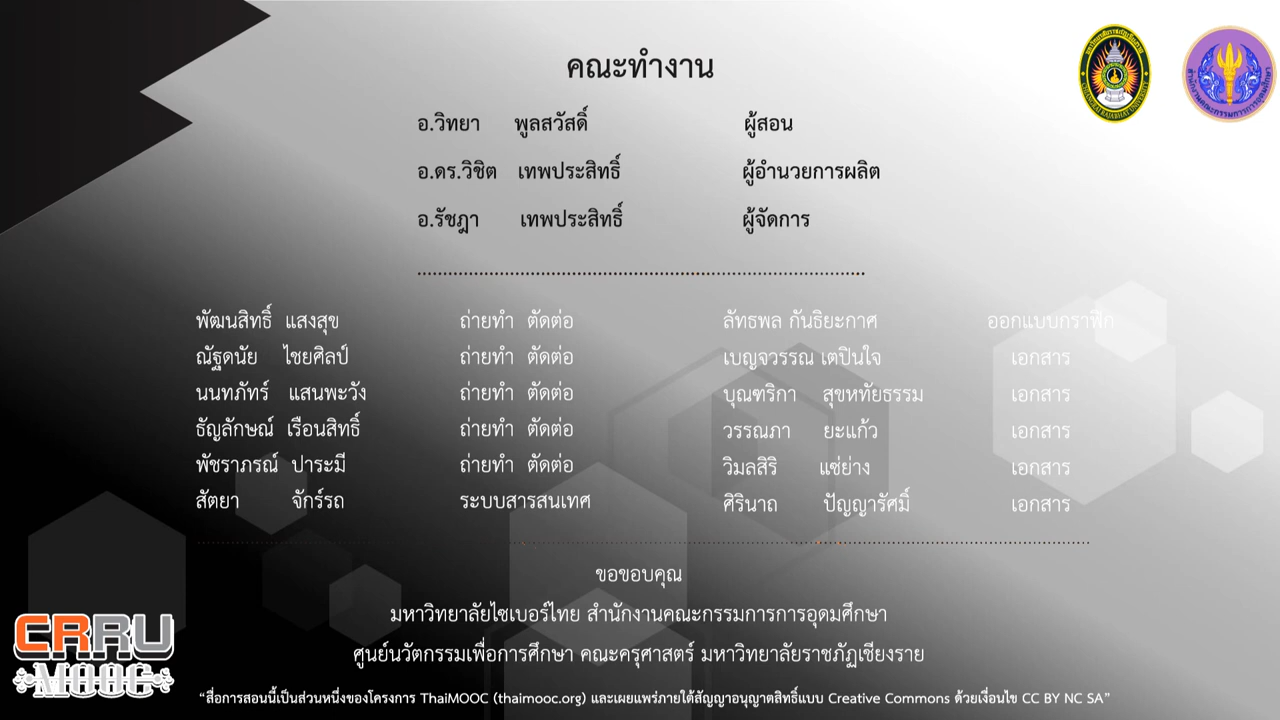 คณะทำงาน
อ.วิทยา พูลสวัสดิ์ ผู้สอน
อ.ดร.วิชิต เทพประสิทธิ์ ผู้อำนวยการผลิต
อ.รัชฎา เทพประสิทธิ์ ผู้จัดการ
พัฒนสิทธิ์ แสงสุข ถ่ายทำ ตัดต่อ ลัทธพล กันธิยะกาศ ออกแบบกราฟิก
ณัฐดนัย ไชยศิลป์ ถ่ายทำ ตัดต่อ เบญจวรรณ เตปินใจ เอกสาร
นนทภัทร์ แสนพะวัง ถ่ายทำ ตัดต่อ บุณฑริกา สุขหทัยธรรม เอกสาร
ธัญลักษณ์ เรือนสิทธิ์ ถ่ายทำ ตัดต่อ วรรณภา ยะแก้ว เอกสาร
พัชราภรณ์ ปาระมี ถ่ายทำ ตัดต่อ วิมลสิริ แซ่ย่าง เอกสาร
สัตยา จักร์รถ ระบบสารสนเทศ ศิรินาถ ปัญญารัศมิ์ เอกสาร
ขอขอบคุณ
มหาวิทยาลัยไซเบอร์ไทย สำนักงานคณะกรรมการการอุดมศึกษา
ศูนย์นวัตกรรมเพื่อการศึกษา คณะครุศาสตร์ มหาวิทยาลัยราชภัฏเชียงราย
CRRU
MOOC
"สื่อการสอนนี้เป็นส่วนหนึ่งของโครงการ ThaiMOOC (thaimooc.org) และเผยแพร่ภายใต้สัญญาอนุญาตสิทธิ์แบบ Creative Commons ด้วยเงื่อนไข CC BY NC SA"